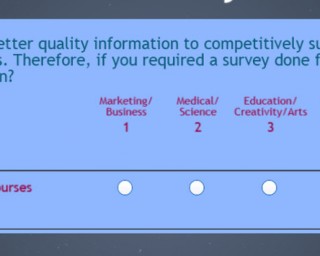 etter quality information to competitively su
s. Therefore, if you required a survey done f
n?
Marketing/ Medical/ Education/
Business Science Creativity/Arts
1 2 3
urses